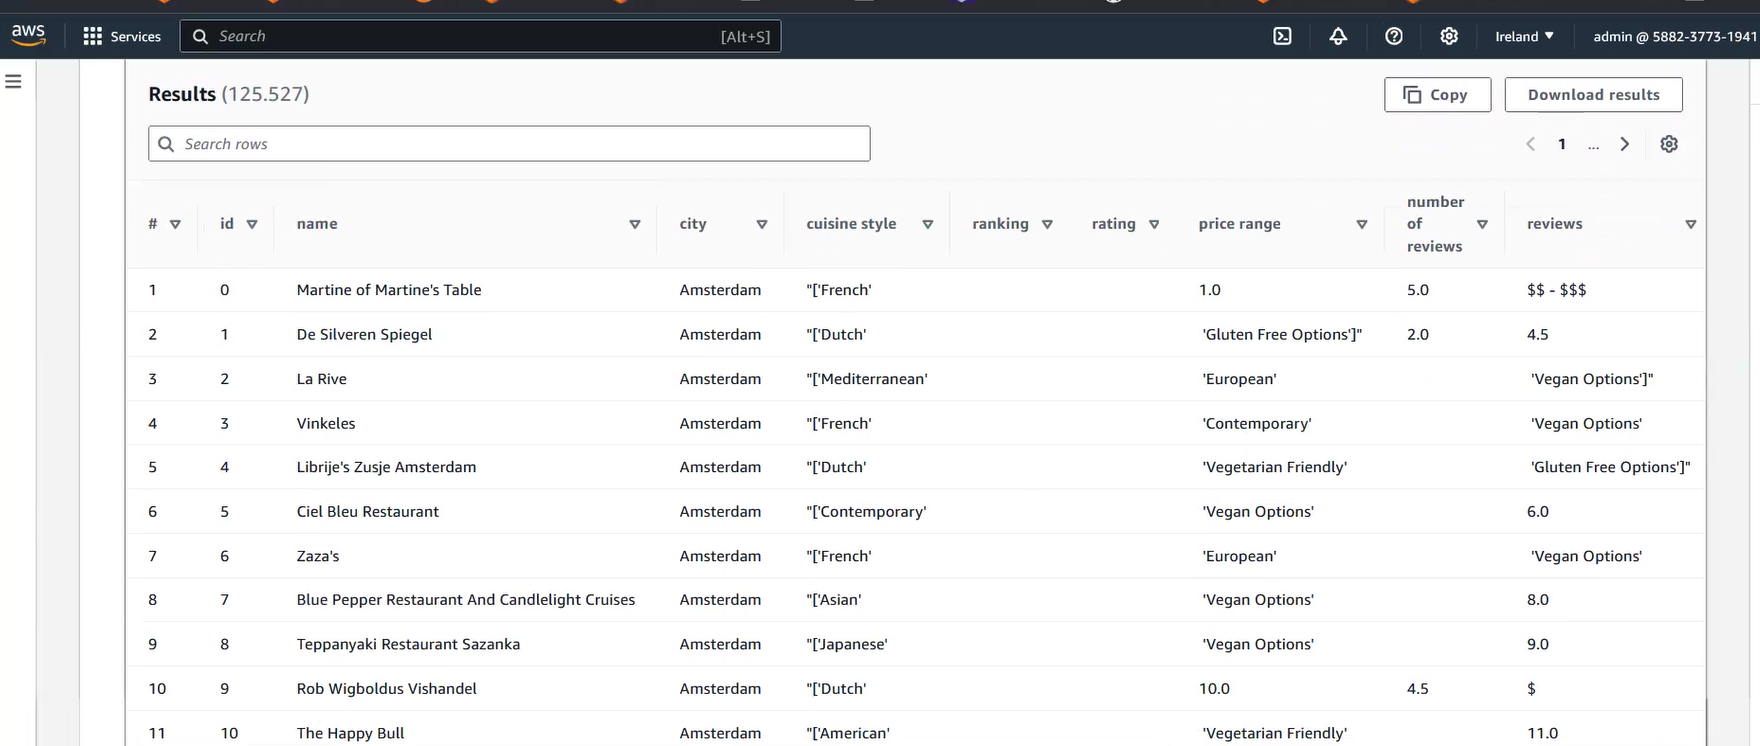 aws Services Search [Alt+S] Ireland admin @ 5882-3773-1941
Results (125.527) Copy Download results
Search rows 1 ...
# id name city cuisine style ranking rating price range number of reviews reviews
1 0 Martine of Martine's Table Amsterdam "['French' 1.0 5.0 $$ - $$$
2 1 De Silveren Spiegel Amsterdam "['Dutch' 'Gluten Free Options']" 2.0 4.5
3 2 La Rive Amsterdam "['Mediterranean' 'European' 'Vegan Options']"
4 3 Vinkeles Amsterdam "['French' 'Contemporary' 'Vegan Options'
5 4 Librije's Zusje Amsterdam Amsterdam "['Dutch' 'Vegetarian Friendly' 'Gluten Free Options']"
6 5 Ciel Bleu Restaurant Amsterdam "['Contemporary' 'Vegan Options' 6.0
7 6 Zaza's Amsterdam "['French' 'European' 'Vegan Options'
8 7 Blue Pepper Restaurant And Candlelight Cruises Amsterdam "['Asian' 'Vegan Options' 8.0
9 8 Teppanyaki Restaurant Sazanka Amsterdam "['Japanese' 'Vegan Options' 9.0
10 9 Rob Wigboldus Vishandel Amsterdam "['Dutch' 10.0 4.5 $
11 10 The Happy Bull Amsterdam "['American' 'Vegetarian Friendly' 11.0